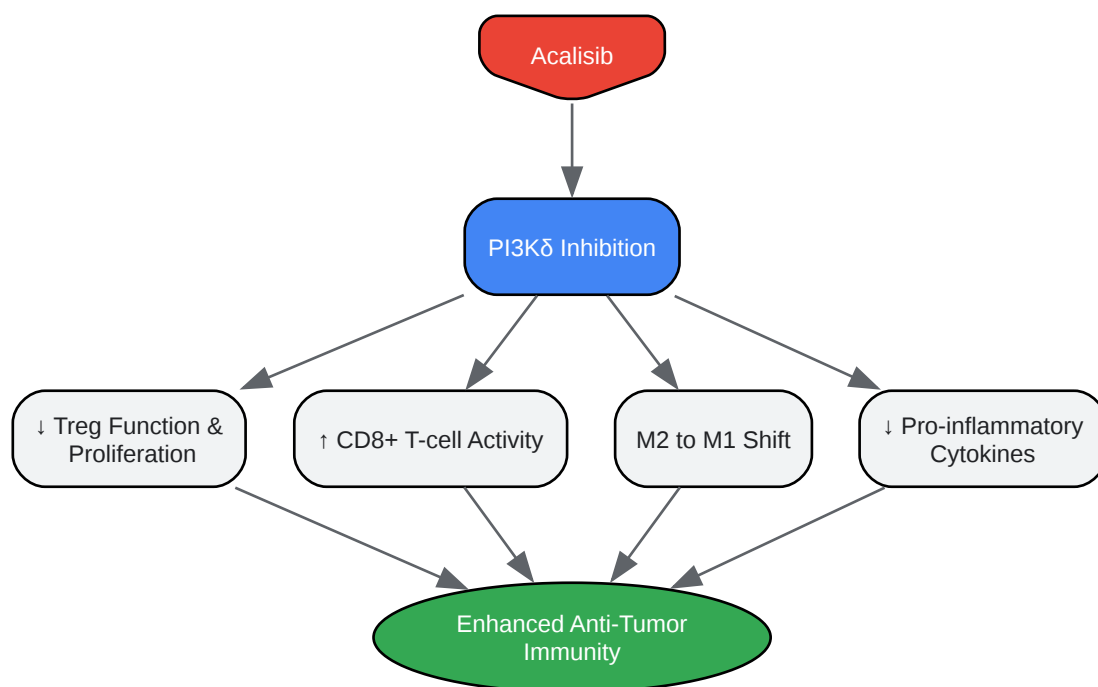 Acalisib
PI3Kδ Inhibition
↓ Treg Function &
Proliferation
↑ CD8+ T-cell Activity
M2 to M1 Shift
↓ Pro-inflammatory
Cytokines
Enhanced Anti-Tumor
Immunity